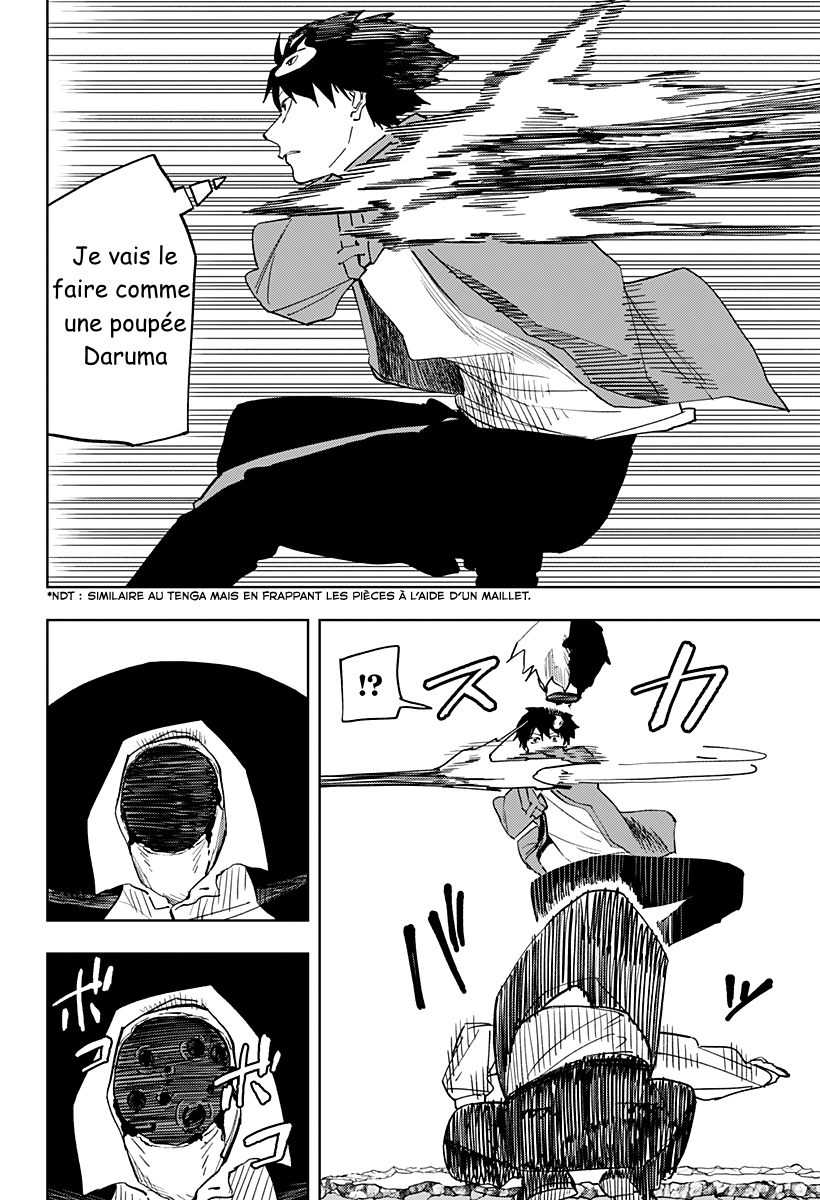 Je vais le
faire comme
une poupée
Daruma
*NDT : SIMILAIRE AU TENGA MAIS EN FRAPPANT LES PIÈCES À L'AIDE D'UN MAILLET.
スカ
!?
バッ
ボコ
ボコ